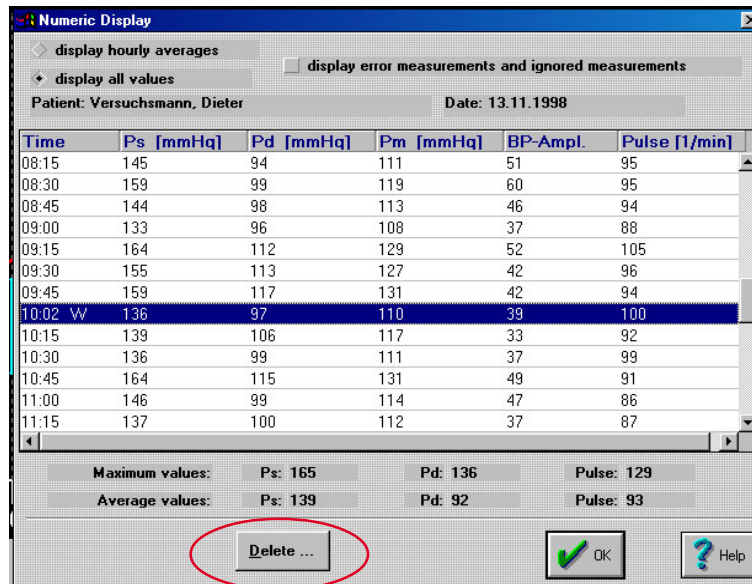 Numeric Display
display hourly averages
display error measurements and ignored measurements
display all values
Patient: Versuchsmann, Dieter Date: 13.11.1998
Time Ps [mmHq] Pd [mmHq] Pm [mmHq] BP-Ampl. Pulse [1/min]
08:15 145 94 111 51 95
08:30 159 99 119 60 95
08:45 144 98 113 46 94
09:00 133 96 108 37 88
09:15 164 112 129 52 105
09:30 155 113 127 42 96
09:45 159 117 131 42 94
10:02 W 136 97 110 39 100
10:15 139 106 117 33 92
10:30 136 99 111 37 99
10:45 164 115 131 49 91
11:00 146 99 114 47 86
11:15 137 100 112 37 87
Maximum values: Ps: 165 Pd: 136 Pulse: 129
Average values: Ps: 139 Pd: 92 Pulse: 93
Delete ... OK Help